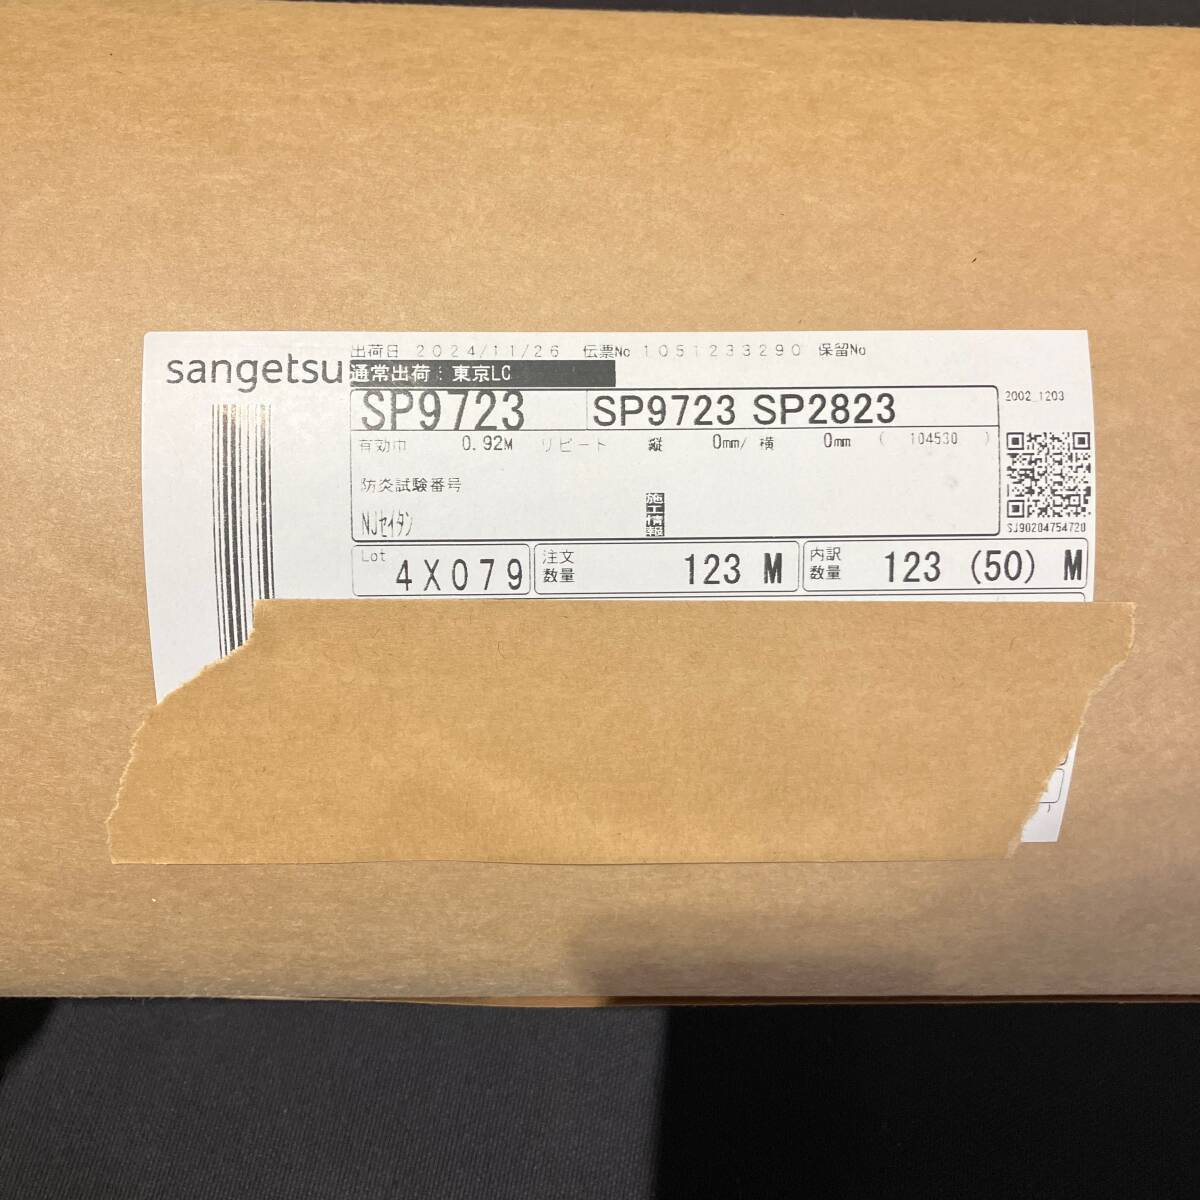 sangetsu
出荷日 2024/11/26 伝票No 1051233290 保留No
通常出荷：東京LC
SP9723 SP9723 SP2823
2002 1203
有効巾 0.92M リピート 縦 0mm/ 横 0mm ( 104530 )
防炎試験番号
施工情報
NJセイタン
SJ90204754720
Lot 4X079
注文数量 123 M
内訳数量 123 (50) M